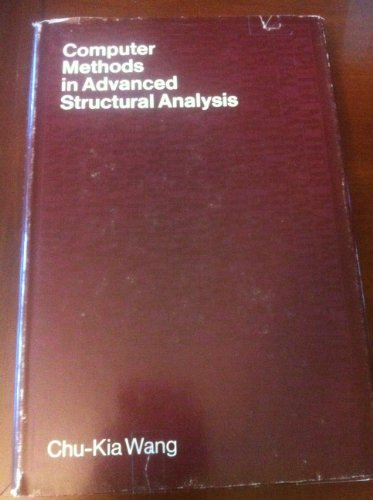 Computer
Methods
in Advanced
Structural Analysis
Chu-Kia Wang